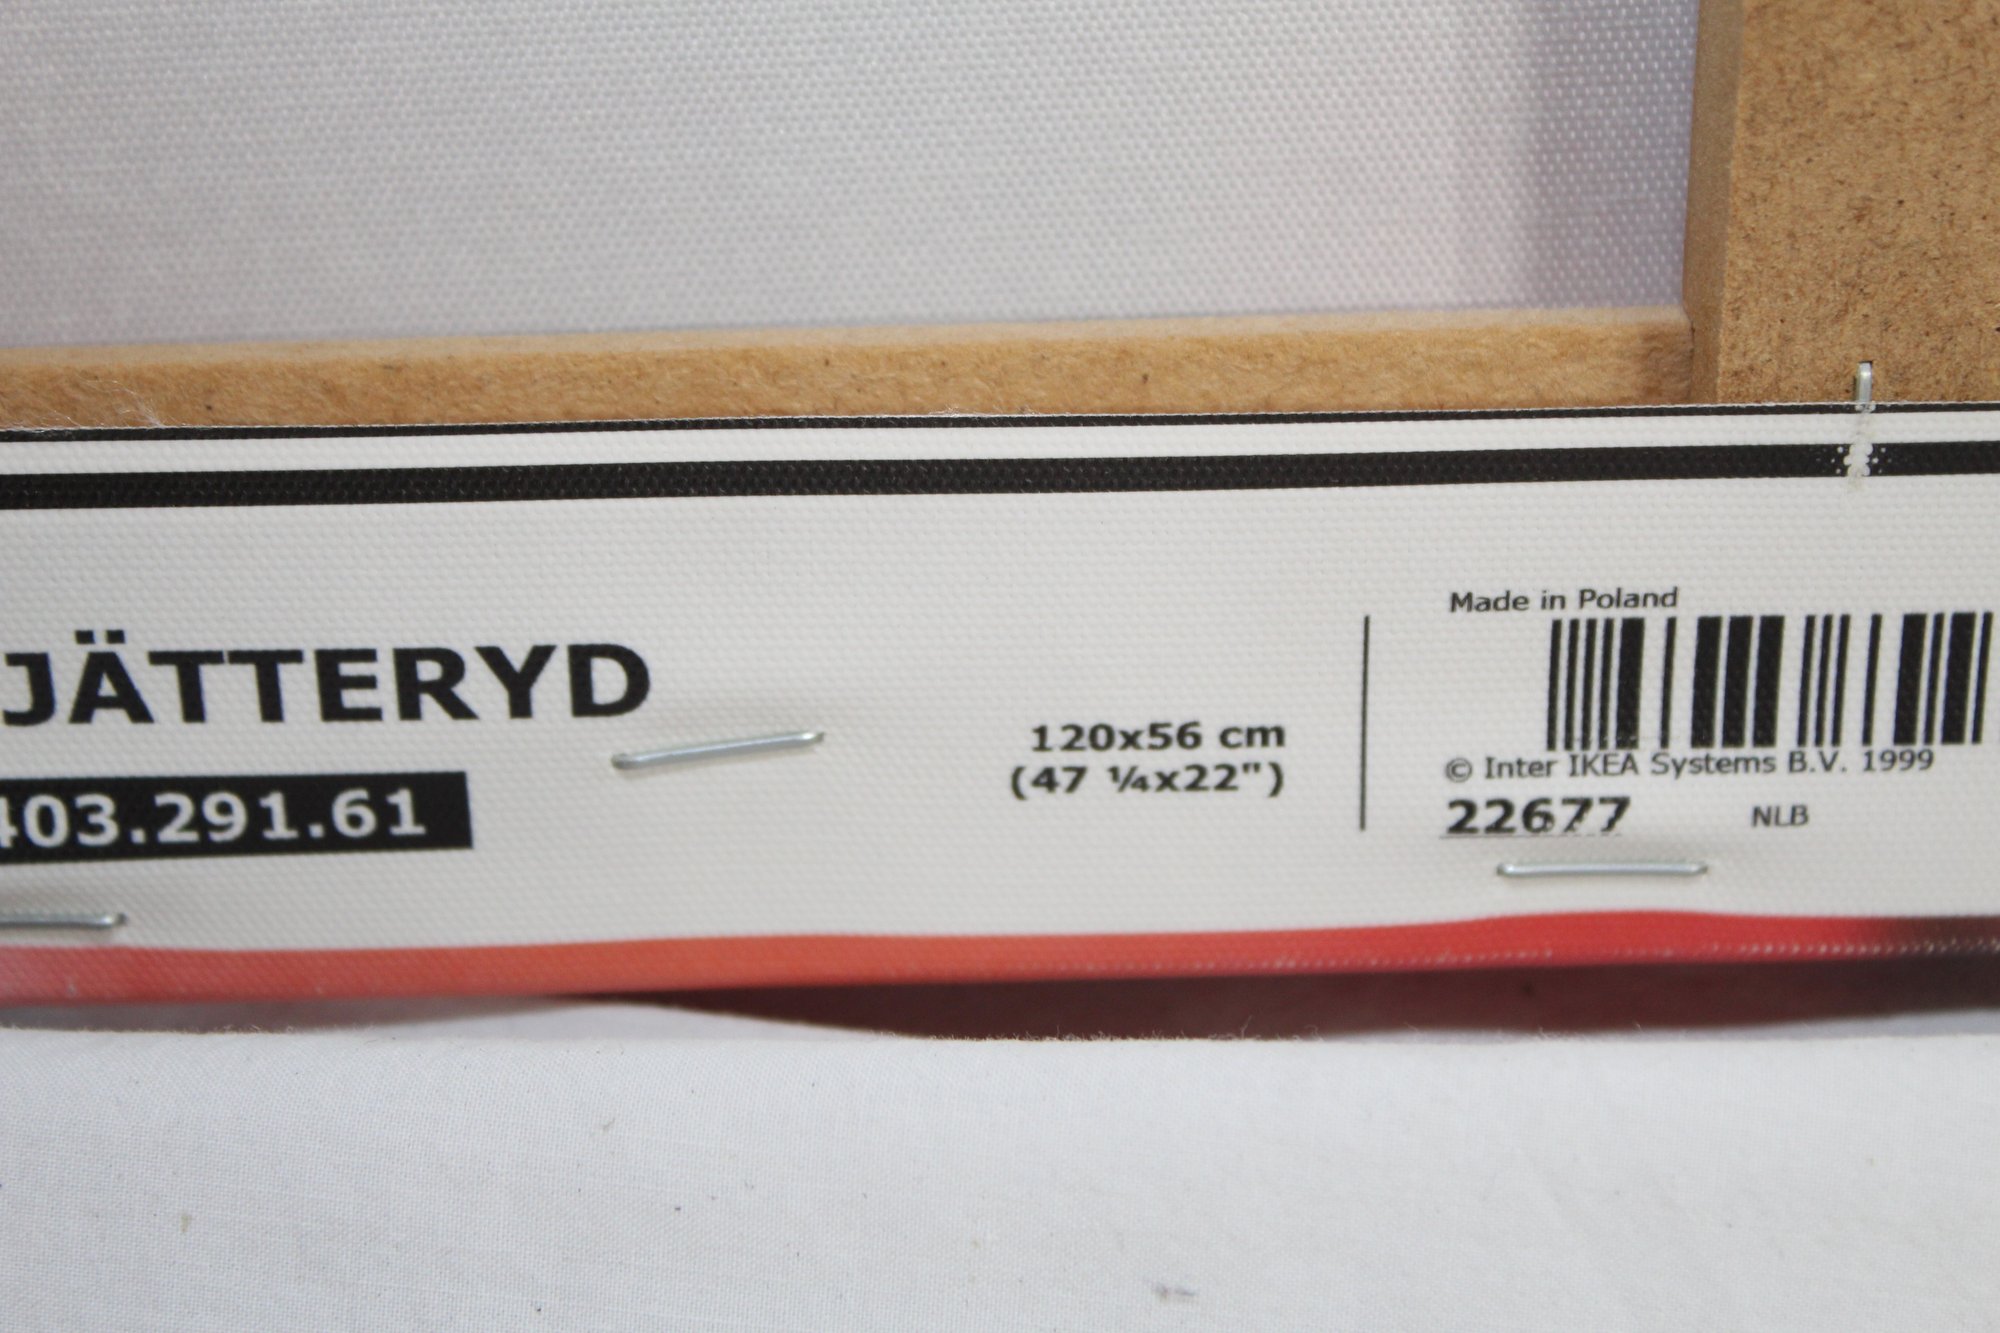 JÄTTERYD
403.291.61
120x56 cm
(47 ¼x22")
Made in Poland
© Inter IKEA Systems B.V. 1999
22677 NLB